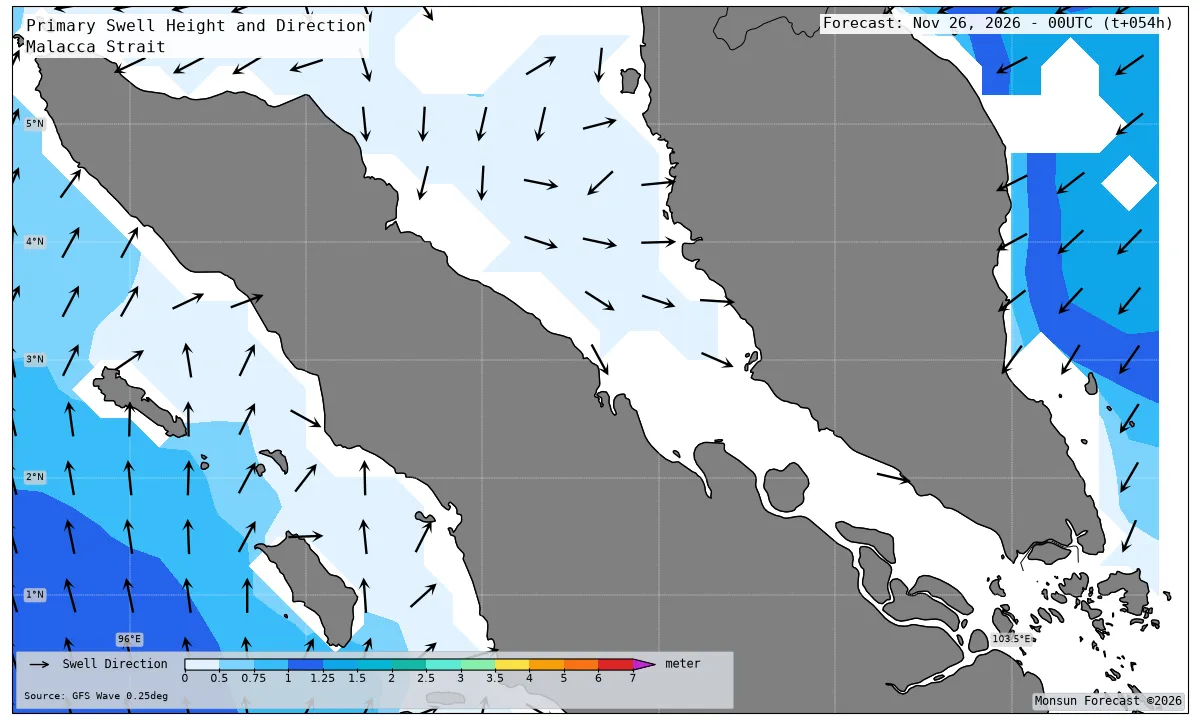 Primary Swell Height and Direction
Malacca Strait
Forecast: Nov 26, 2026 - 00UTC (t+054h)
5°N
4°N
3°N
2°N
1°N
96°E
103.5°E
Swell Direction
meter
0 0.5 0.75 1 1.25 1.5 2 2.5 3 3.5 4 5 6 7
Source: GFS Wave 0.25deg
Monsun Forecast ©2026